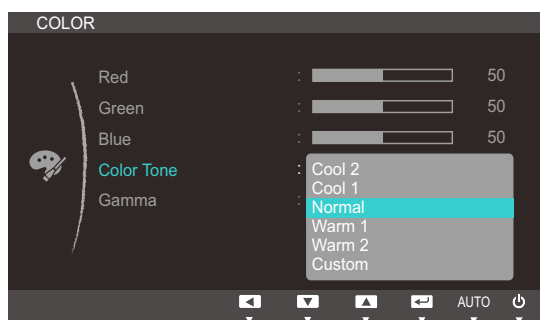 COLOR
Red : 50
Green : 50
Blue : 50
Color Tone :
Cool 2
Cool 1
Normal
Warm 1
Warm 2
Custom
Gamma :
AUTO